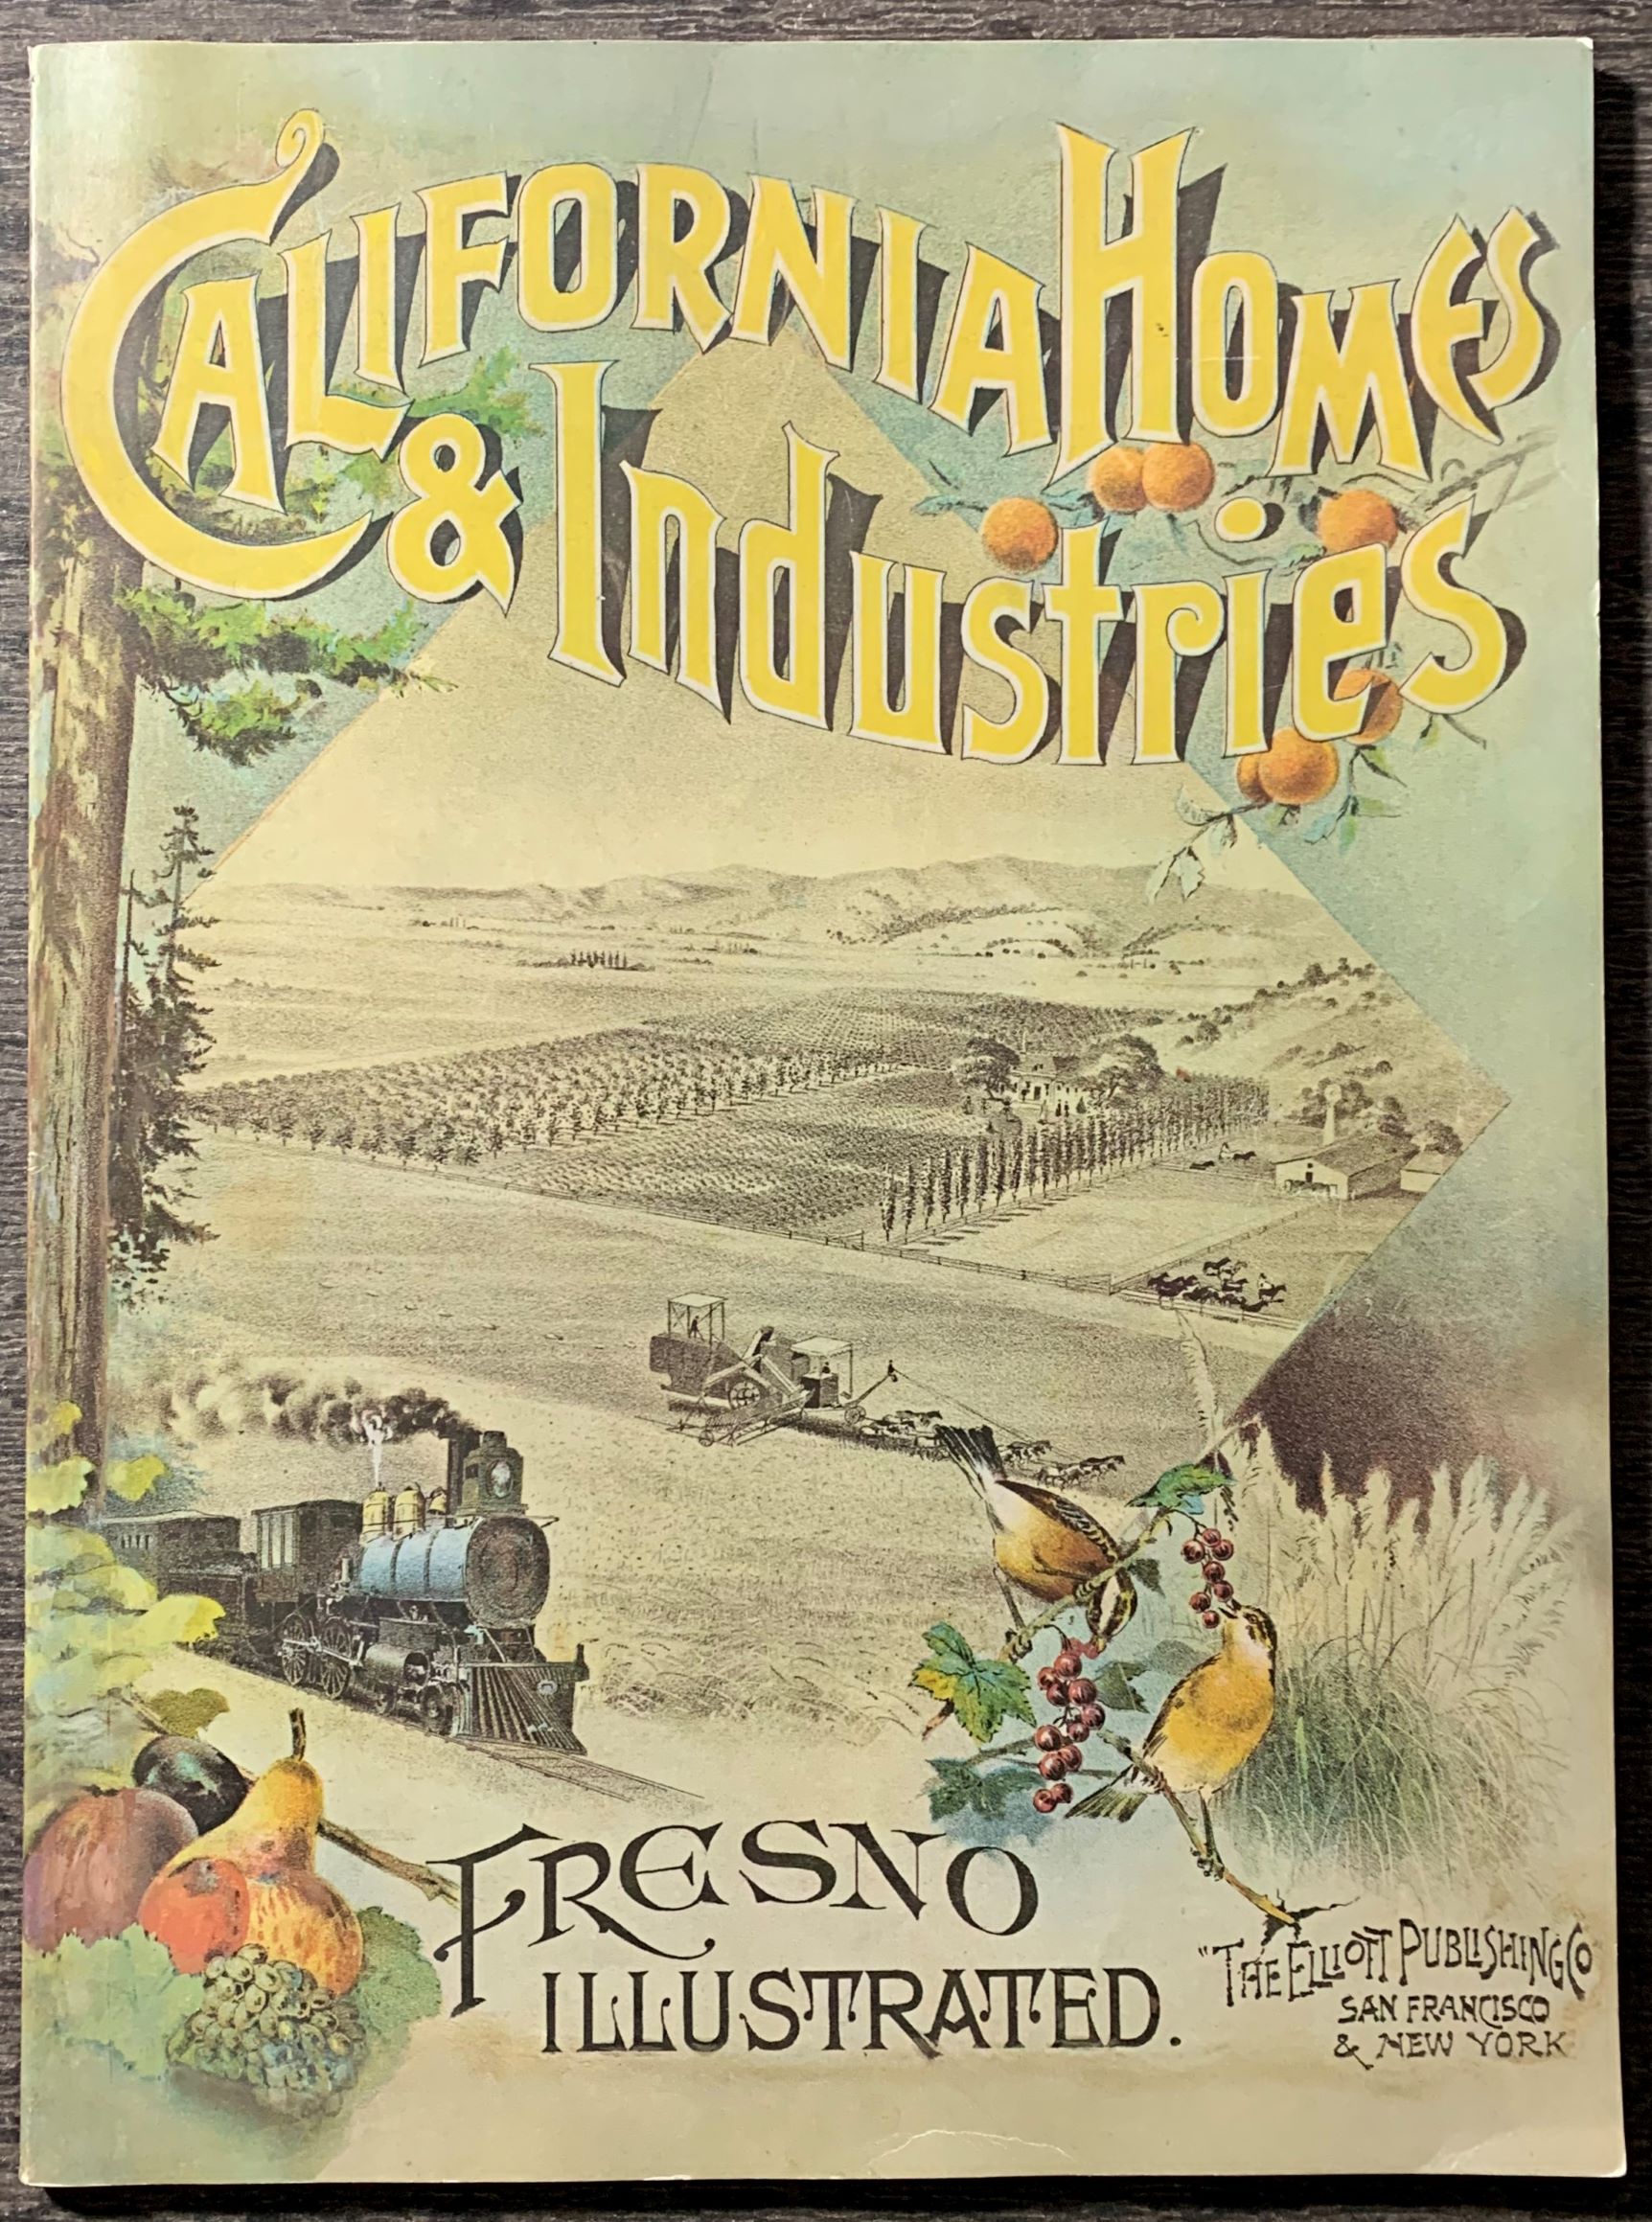 CALIFORNIA HOMES
& Industries
FRESNO
ILLUSTRATED.
"THE ELLIOTT PUBLISHING CO
SAN FRANCISCO
& NEW YORK